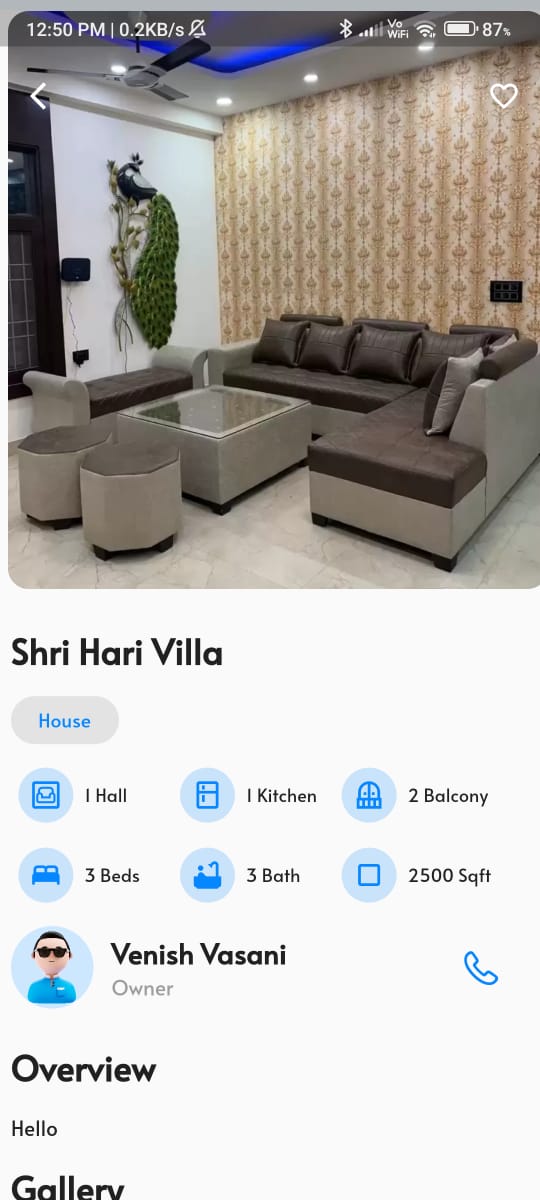 12:50 PM | 0.2KB/s
Vo
WiFi
87%
Shri Hari Villa
House
1 Hall
1 Kitchen
2 Balcony
3 Beds
3 Bath
2500 Sqft
Venish Vasani
Owner
Overview
Hello
Gallery